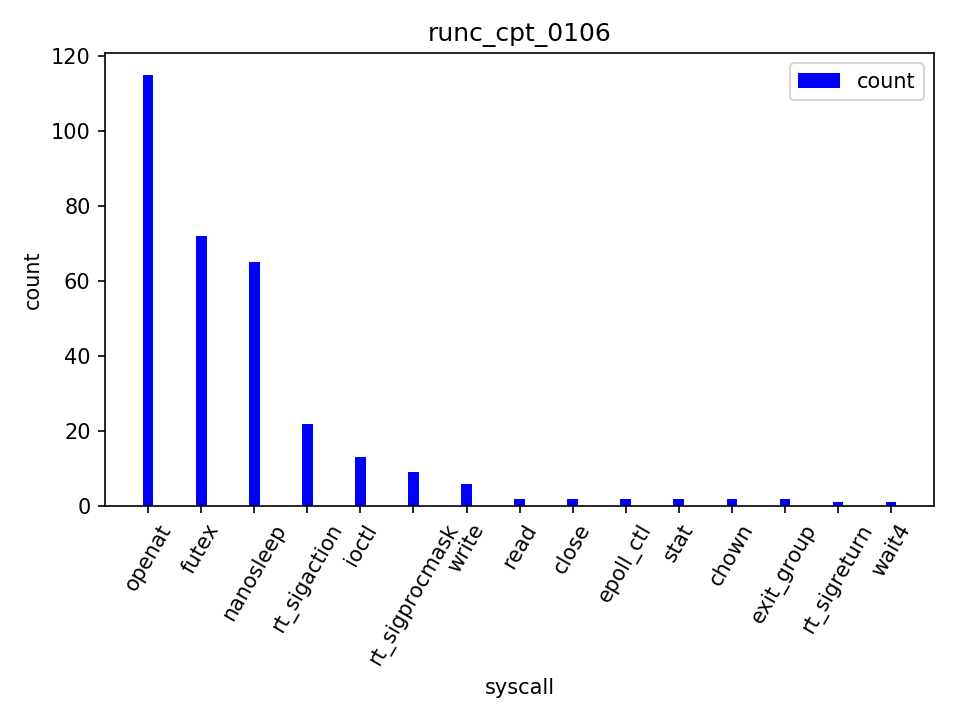 runc_cpt_0106
count
120
100
80
60
40
20
0
count
openat
futex
nanosleep
rt_sigaction
ioctl
rt_sigprocmask
write
read
close
epoll_ctl
stat
chown
exit_group
rt_sigreturn
wait4
syscall